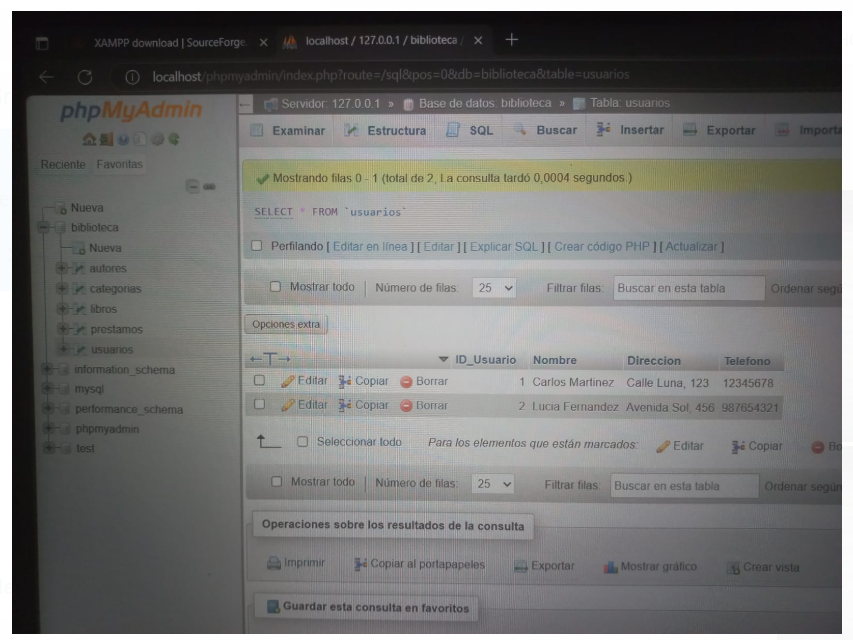 XAMPP download | SourceForge.
localhost / 127.0.0.1 / biblioteca /
localhost/phpmyadmin/index.php?route=/sql&pos=0&db=biblioteca&table=usuarios
phpMyAdmin
Reciente Favoritas
Nueva
biblioteca
Nueva
autores
categorias
libros
prestamos
usuarios
information_schema
mysql
performance_schema
phpmyadmin
test
Servidor: 127.0.0.1 » Base de datos: biblioteca » Tabla: usuarios
Examinar Estructura SQL Buscar Insertar Exportar Importa
Mostrando filas 0 - 1 (total de 2, La consulta tardó 0,0004 segundos.)
SELECT * FROM `usuarios`
Perfilando [ Editar en línea ] [ Editar ] [ Explicar SQL ] [ Crear código PHP ] [ Actualizar ]
Mostrar todo | Número de filas: 25 Filtrar filas: Buscar en esta tabla Ordenar segú
Opciones extra
←T→ ID_Usuario Nombre Direccion Telefono
Editar Copiar Borrar 1 Carlos Martinez Calle Luna, 123 12345678
Editar Copiar Borrar 2 Lucia Fernandez Avenida Sol, 456 987654321
Seleccionar todo Para los elementos que están marcados: Editar Copiar Bo
Mostrar todo | Número de filas: 25 Filtrar filas: Buscar en esta tabla Ordenar según
Operaciones sobre los resultados de la consulta
Imprimir Copiar al portapapeles Exportar Mostrar gráfico Crear vista
Guardar esta consulta en favoritos